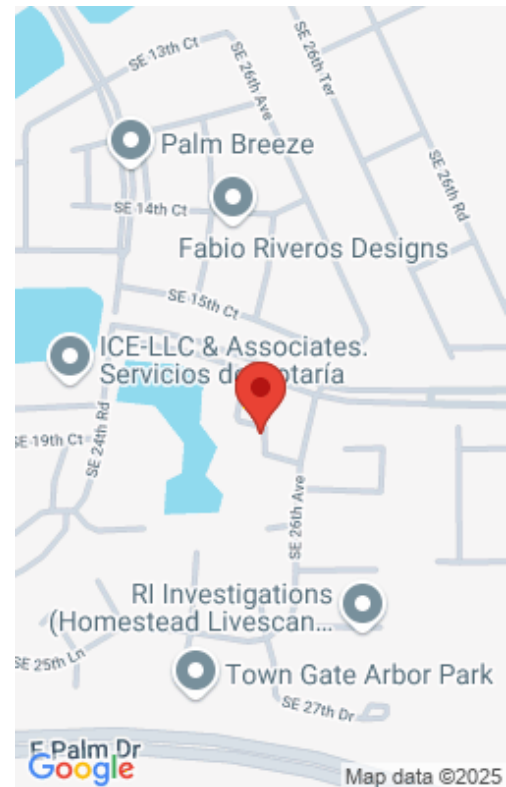 SE 13th Ct
SE 26th Ave
SE 26th Ter
SE 26th Rd
Palm Breeze
SE 14th Ct
Fabio Riveros Designs
SE 15th Ct
ICE-LLC & Associates.
Servicios de otaría
SE 19th Ct
SE 24th Rd
SE 26th Ave
RI Investigations
(Homestead Livescan...
SE 25th Ln
Town Gate Arbor Park
SE 27th Dr
E Palm Dr
Google
Map data ©2025